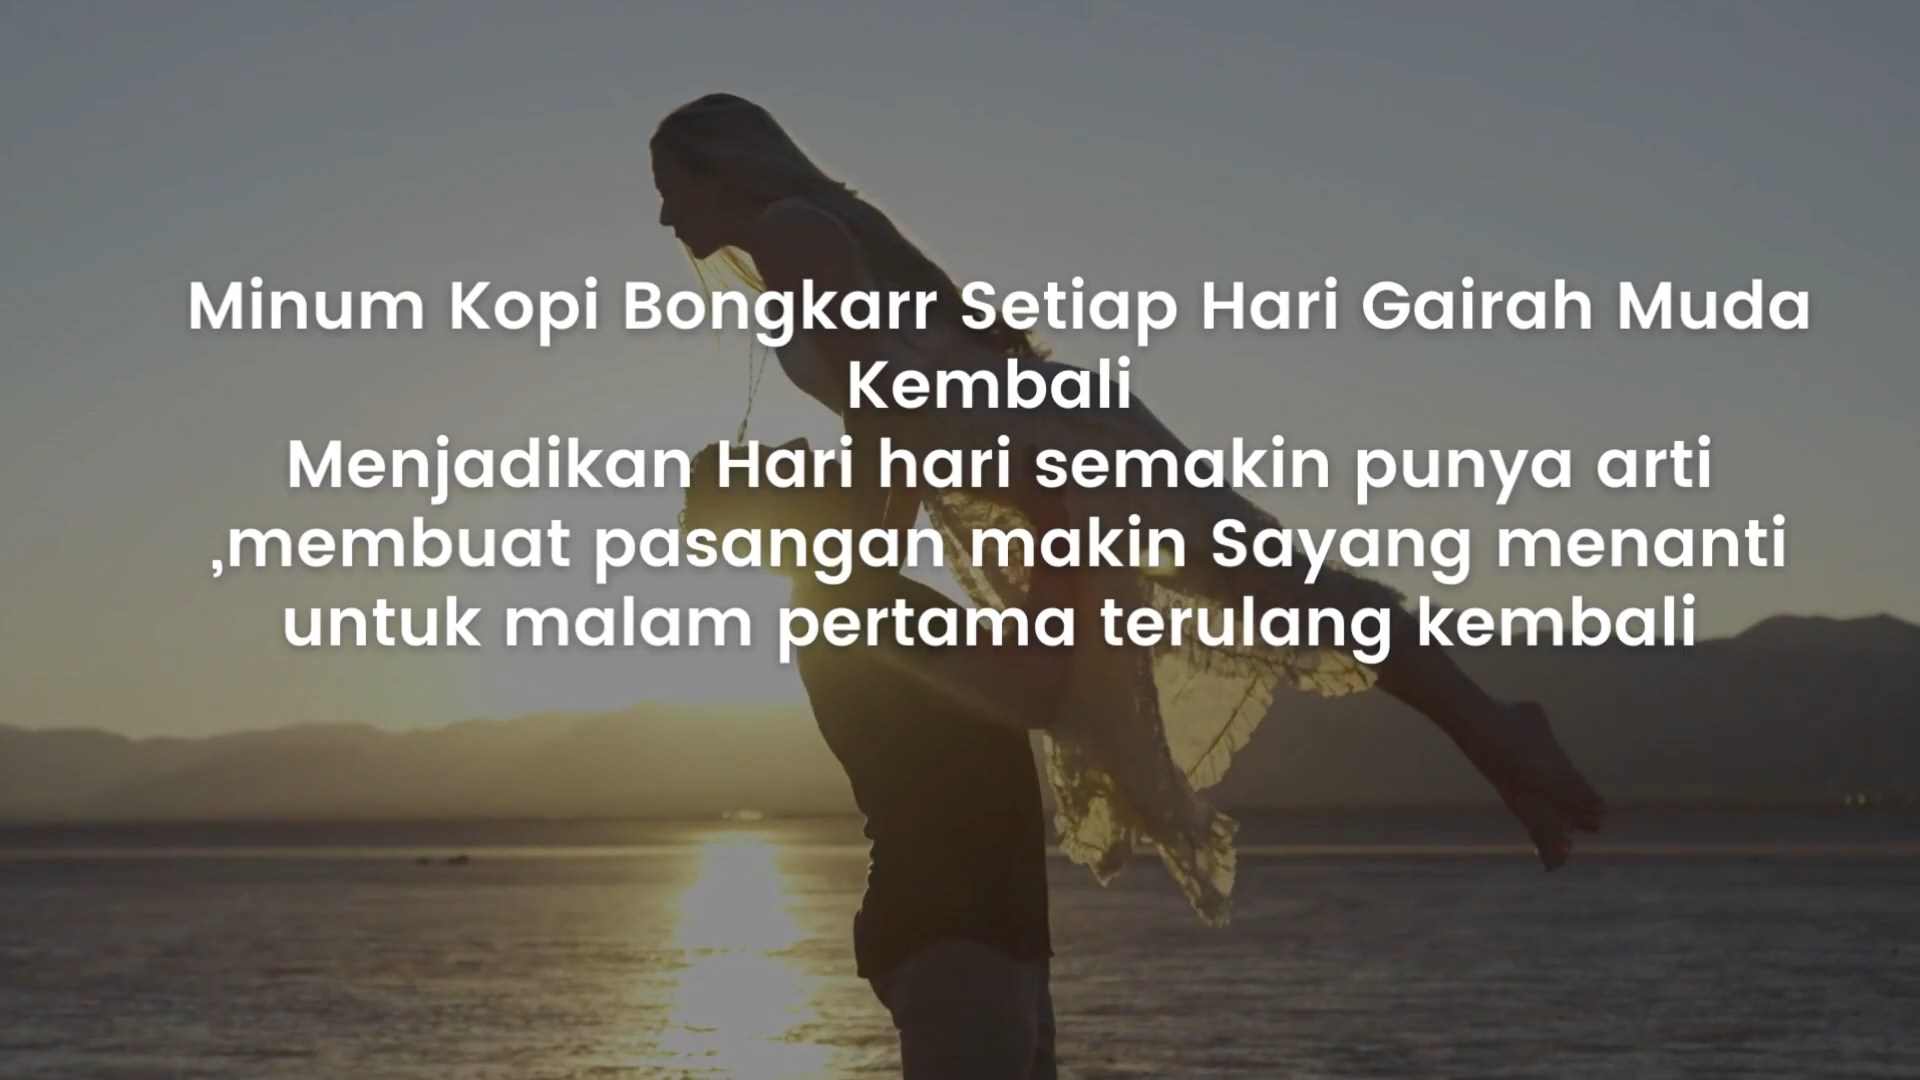 Minum Kopi Bongkarr Setiap Hari Gairah Muda
Kembali
Menjadikan Hari hari semakin punya arti
,membuat pasangan makin Sayang menanti
untuk malam pertama terulang kembali